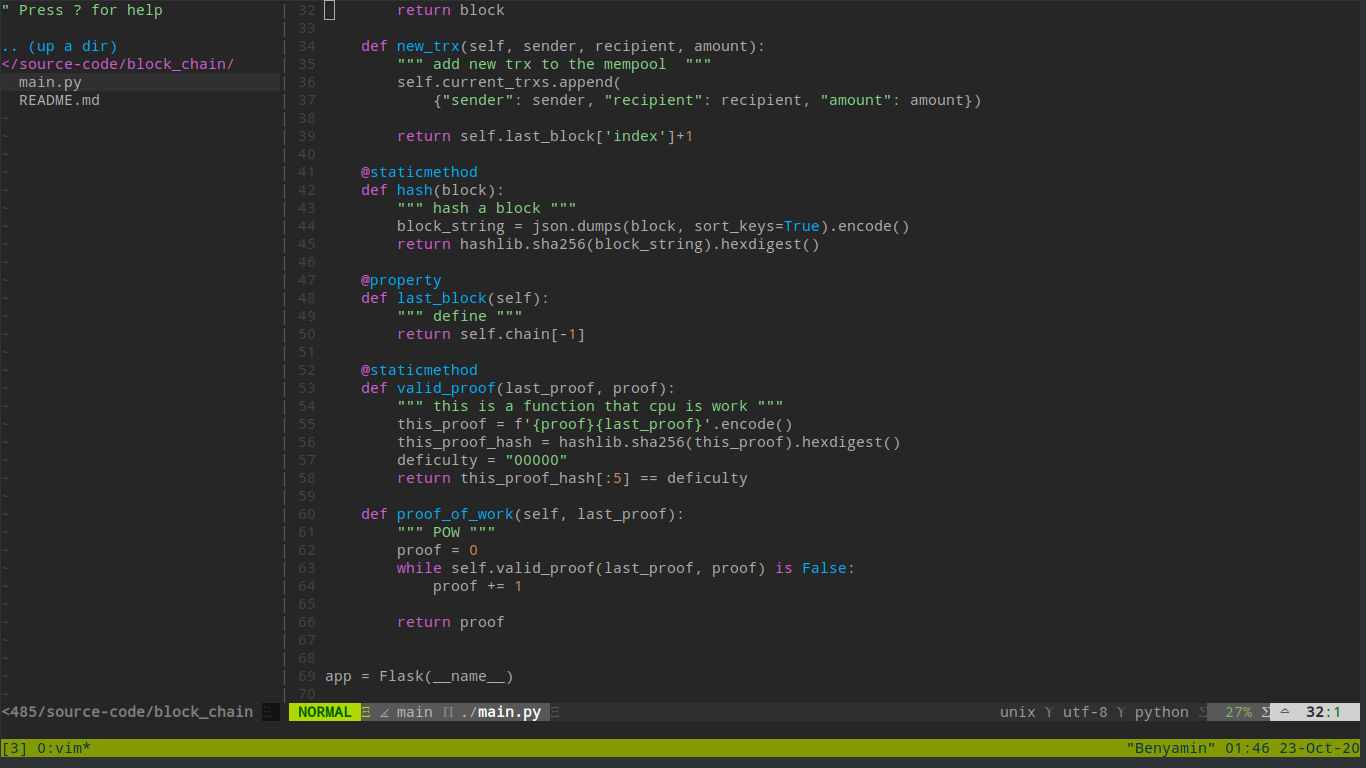 " Press ? for help
.. (up a dir)
</source-code/block_chain/
main.py
README.md
32         return block
33
34     def new_trx(self, sender, recipient, amount):
35         """ add new trx to the mempool  """
36         self.current_trxs.append(
37             {"sender": sender, "recipient": recipient, "amount": amount})
38
39         return self.last_block['index']+1
40
41     @staticmethod
42     def hash(block):
43         """ hash a block """
44         block_string = json.dumps(block, sort_keys=True).encode()
45         return hashlib.sha256(block_string).hexdigest()
46
47     @property
48     def last_block(self):
49         """ define """
50         return self.chain[-1]
51
52     @staticmethod
53     def valid_proof(last_proof, proof):
54         """ this is a function that cpu is work """
55         this_proof = f'{proof}{last_proof}'.encode()
56         this_proof_hash = hashlib.sha256(this_proof).hexdigest()
57         deficulty = "00000"
58         return this_proof_hash[:5] == deficulty
59
60     def proof_of_work(self, last_proof):
61         """ POW """
62         proof = 0
63         while self.valid_proof(last_proof, proof) is False:
64             proof += 1
65
66         return proof
67
68
69 app = Flask(__name__)
70
<485/source-code/block_chain  NORMAL  main  ./main.py  unix  utf-8  python  27%  32:1
[3] 0:vim*  "Benyamin" 01:46 23-Oct-20